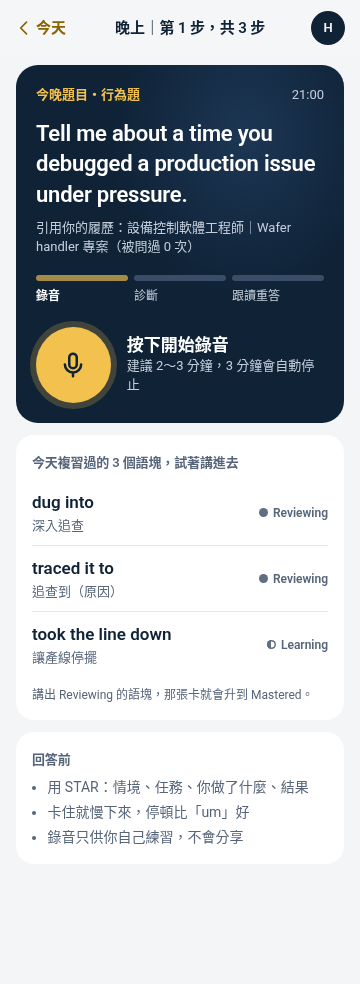 今天
晚上｜第 1 步，共 3 步
H
今晚題目・行為題
21:00
Tell me about a time you
debugged a production issue
under pressure.
引用你的履歷：設備控制軟體工程師｜Wafer
handler 專案（被問過 0 次）
錄音
診斷
跟讀重答
按下開始錄音
建議 2～3 分鐘，3 分鐘會自動停
止
今天複習過的 3 個語塊，試著講進去
dug into
深入追查
Reviewing
traced it to
追查到（原因）
Reviewing
took the line down
讓產線停擺
Learning
講出 Reviewing 的語塊，那張卡就會升到 Mastered。
回答前
• 用 STAR：情境、任務、你做了什麼、結果
• 卡住就慢下來，停頓比「um」好
• 錄音只供你自己練習，不會分享